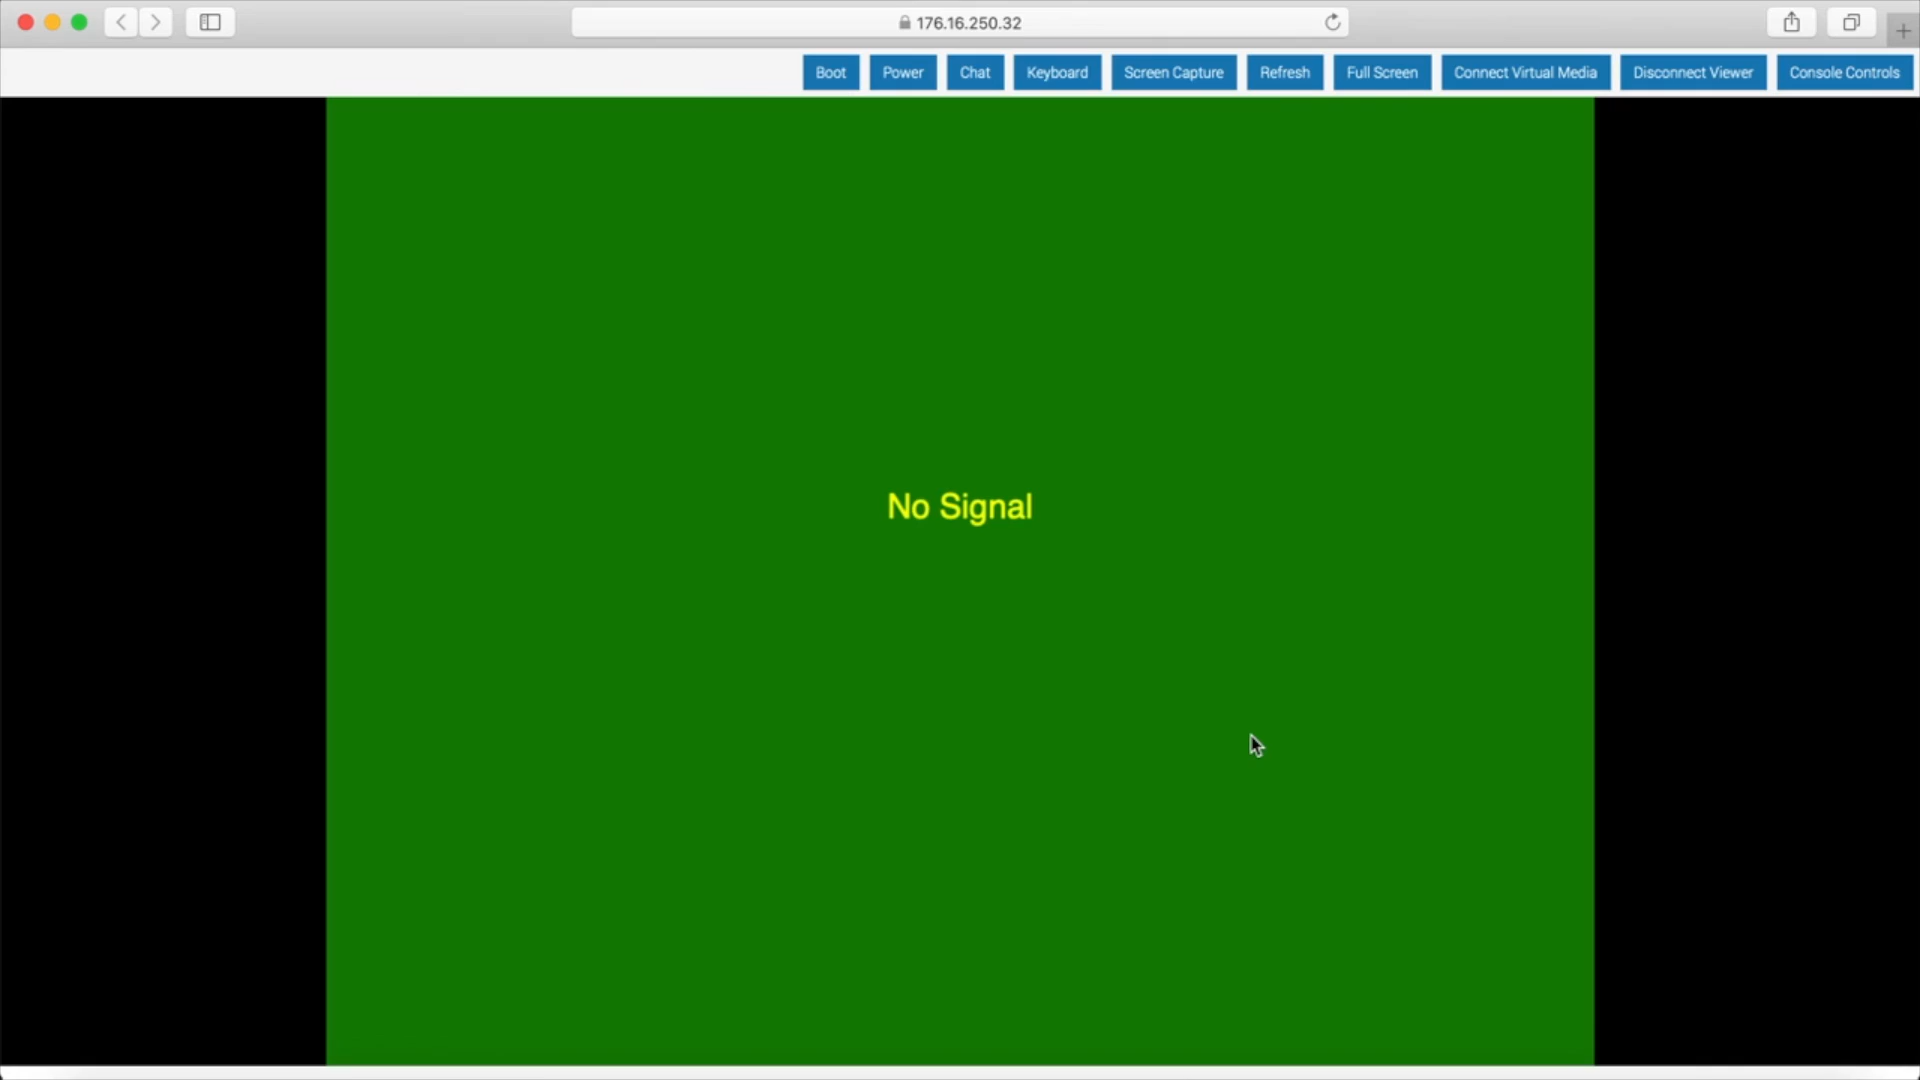 176.16.250.32
Boot Power Chat Keyboard Screen Capture Refresh Full Screen Connect Virtual Media Disconnect Viewer Console Controls
No Signal